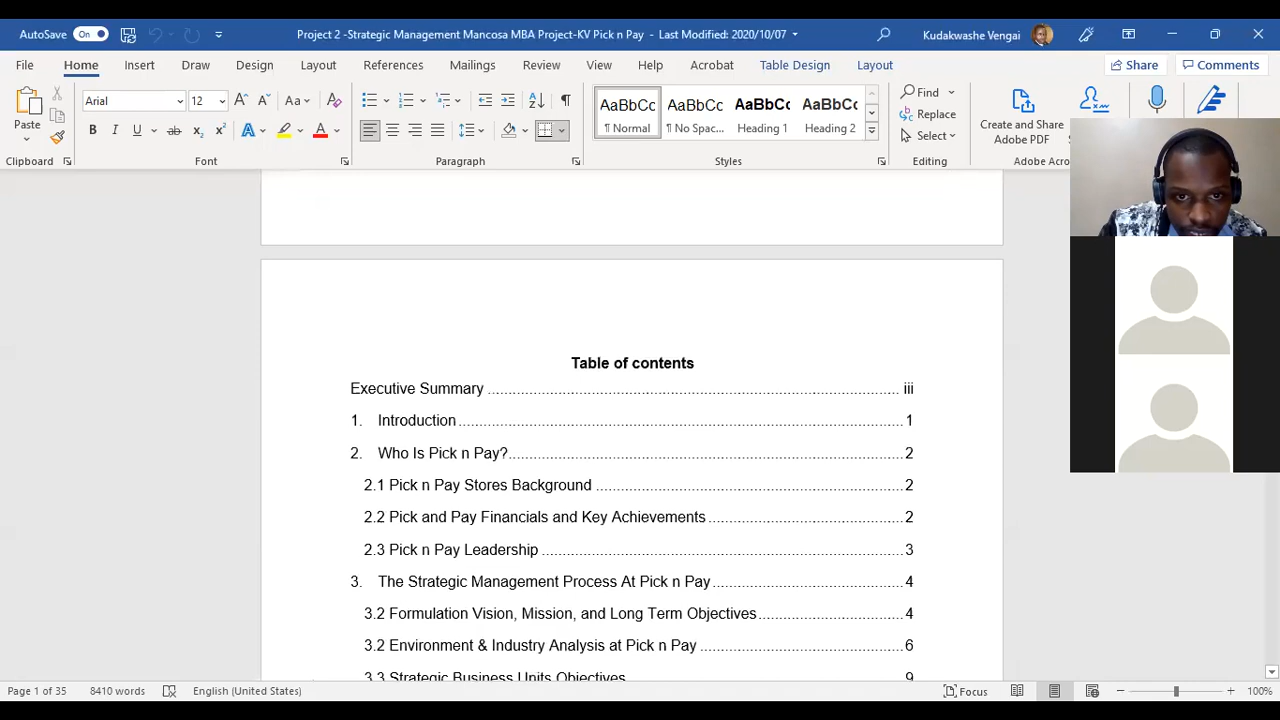 AutoSave On Project 2 -Strategic Management Mancosa MBA Project-KV Pick n Pay - Last Modified: 2020/10/07 Kudakwashe Vengai
File Home Insert Draw Design Layout References Mailings Review View Help Acrobat Table Design Layout Share Comments
Paste Arial 12 Aa AaBbCc AaBbCc AaBbCc AaBbCc Find Replace Select Create and Share Adobe PDF
¶ Normal ¶ No Spac... Heading 1 Heading 2
Clipboard Font Paragraph Styles Editing Adobe Acro
Table of contents
Executive Summary iii
1. Introduction 1
2. Who Is Pick n Pay? 2
2.1 Pick n Pay Stores Background 2
2.2 Pick and Pay Financials and Key Achievements 2
2.3 Pick n Pay Leadership 3
3. The Strategic Management Process At Pick n Pay 4
3.2 Formulation Vision, Mission, and Long Term Objectives 4
3.2 Environment & Industry Analysis at Pick n Pay 6
3.3 Strategic Business Units Objectives 9
Page 1 of 35 8410 words English (United States) Focus 100%